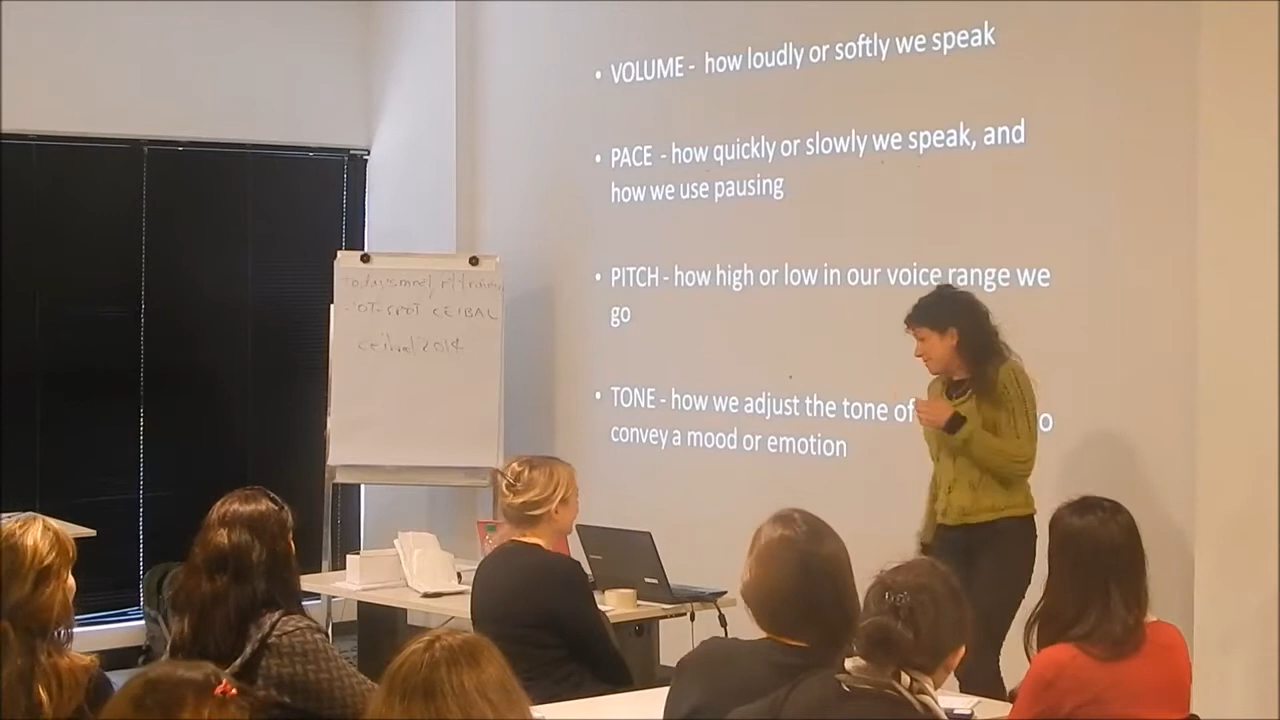 • VOLUME - how loudly or softly we speak
• PACE - how quickly or slowly we speak, and
how we use pausing
• PITCH - how high or low in our voice range we
go
• TONE - how we adjust the tone of
convey a mood or emotion
CEIBAL
ceibal2014